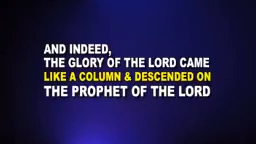 AND INDEED,
THE GLORY OF THE LORD CAME
LIKE A COLUMN & DESCENDED ON
THE PROPHET OF THE LORD